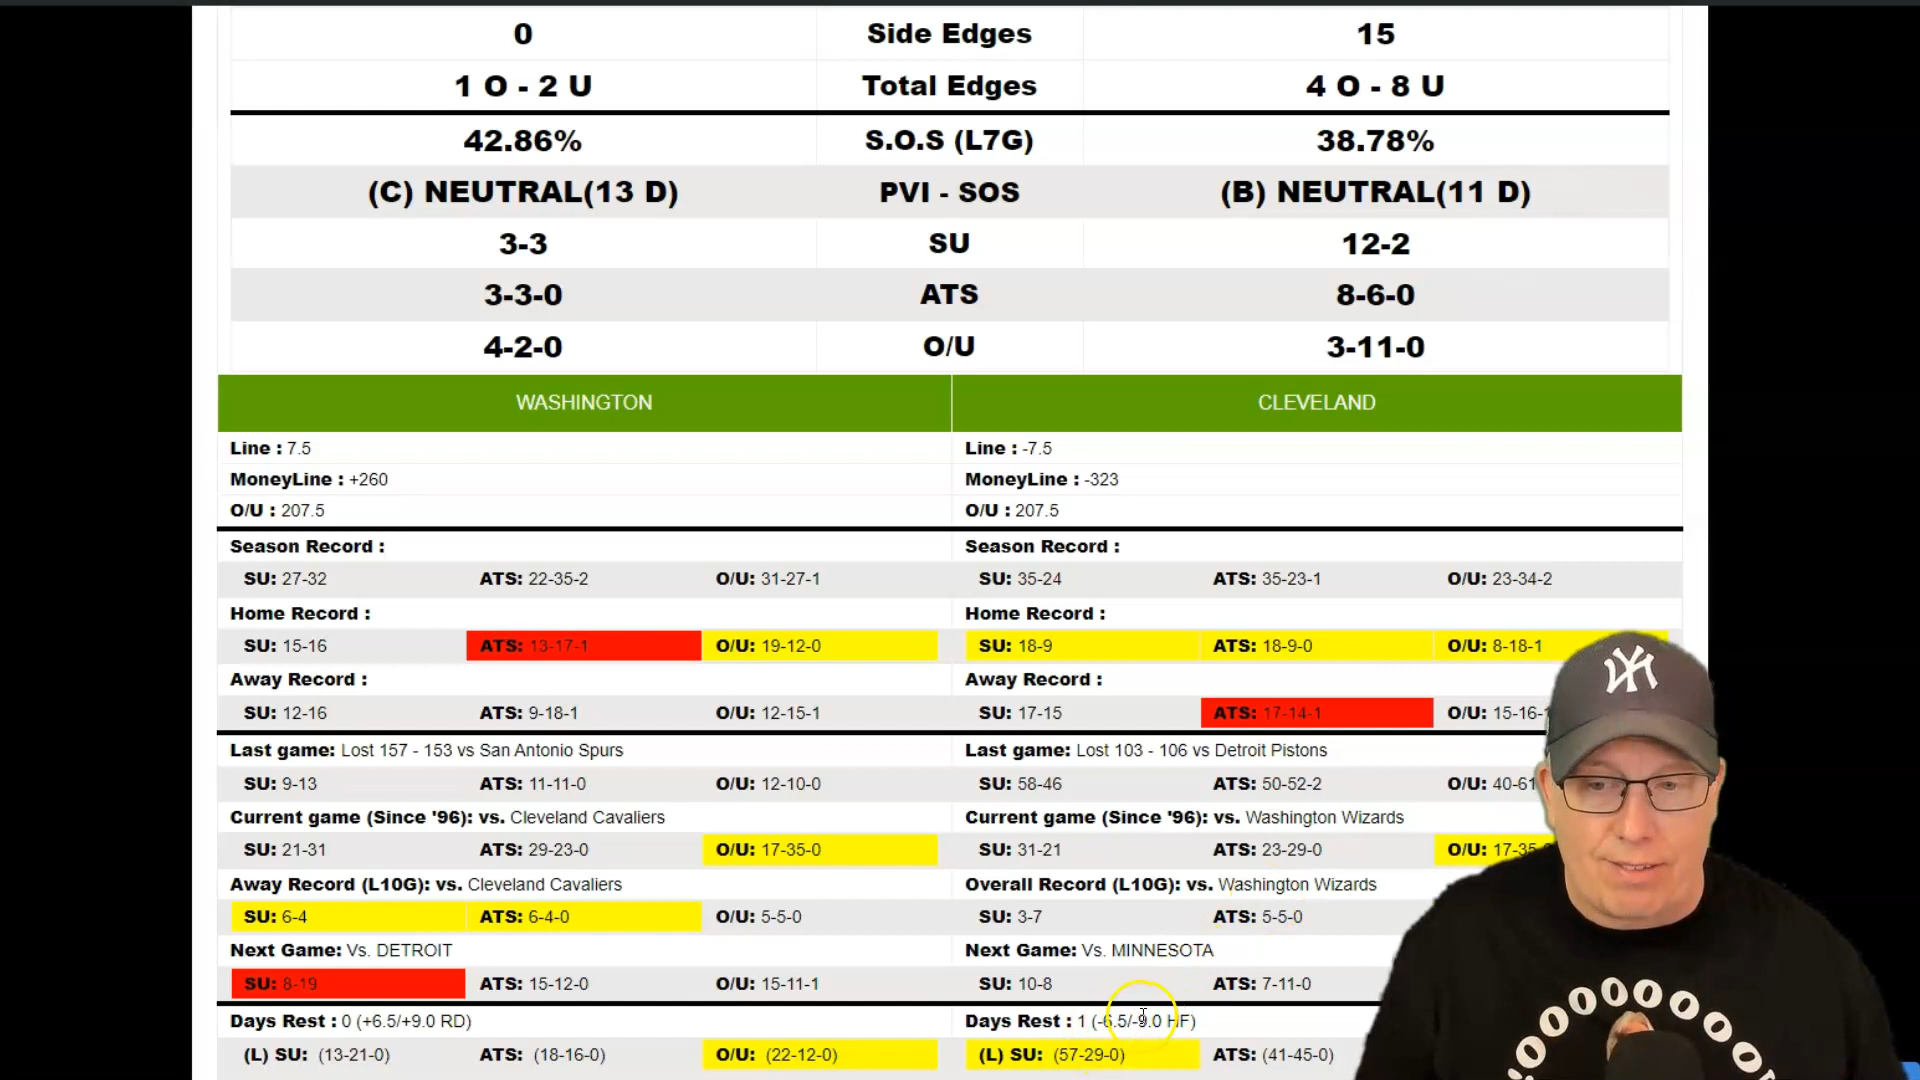 0 Side Edges 15
1 O - 2 U Total Edges 4 O - 8 U
42.86% S.O.S (L7G) 38.78%
(C) NEUTRAL(13 D) PVI - SOS (B) NEUTRAL(11 D)
3-3 SU 12-2
3-3-0 ATS 8-6-0
4-2-0 O/U 3-11-0
WASHINGTON CLEVELAND
Line : 7.5 Line : -7.5
MoneyLine : +260 MoneyLine : -323
O/U : 207.5 O/U : 207.5
Season Record : Season Record :
SU: 27-32 ATS: 22-35-2 O/U: 31-27-1 SU: 35-24 ATS: 35-23-1 O/U: 23-34-2
Home Record : Home Record :
SU: 15-16 ATS: 13-17-1 O/U: 19-12-0 SU: 18-9 ATS: 18-9-0 O/U: 8-18-1
Away Record : Away Record :
SU: 12-16 ATS: 9-18-1 O/U: 12-15-1 SU: 17-15 ATS: 17-14-1 O/U: 15-16-
Last game: Lost 157 - 153 vs San Antonio Spurs Last game: Lost 103 - 106 vs Detroit Pistons
SU: 9-13 ATS: 11-11-0 O/U: 12-10-0 SU: 58-46 ATS: 50-52-2 O/U: 40-61
Current game (Since '96): vs. Cleveland Cavaliers Current game (Since '96): vs. Washington Wizards
SU: 21-31 ATS: 29-23-0 O/U: 17-35-0 SU: 31-21 ATS: 23-29-0 O/U: 17-35
Away Record (L10G): vs. Cleveland Cavaliers Overall Record (L10G): vs. Washington Wizards
SU: 6-4 ATS: 6-4-0 O/U: 5-5-0 SU: 3-7 ATS: 5-5-0
Next Game: Vs. DETROIT Next Game: Vs. MINNESOTA
SU: 8-19 ATS: 15-12-0 O/U: 15-11-1 SU: 10-8 ATS: 7-11-0
Days Rest : 0 (+6.5/+9.0 RD) Days Rest : 1 (-6.5/-9.0 HF)
(L) SU: (13-21-0) ATS: (18-16-0) O/U: (22-12-0) (L) SU: (57-29-0) ATS: (41-45-0)
NY